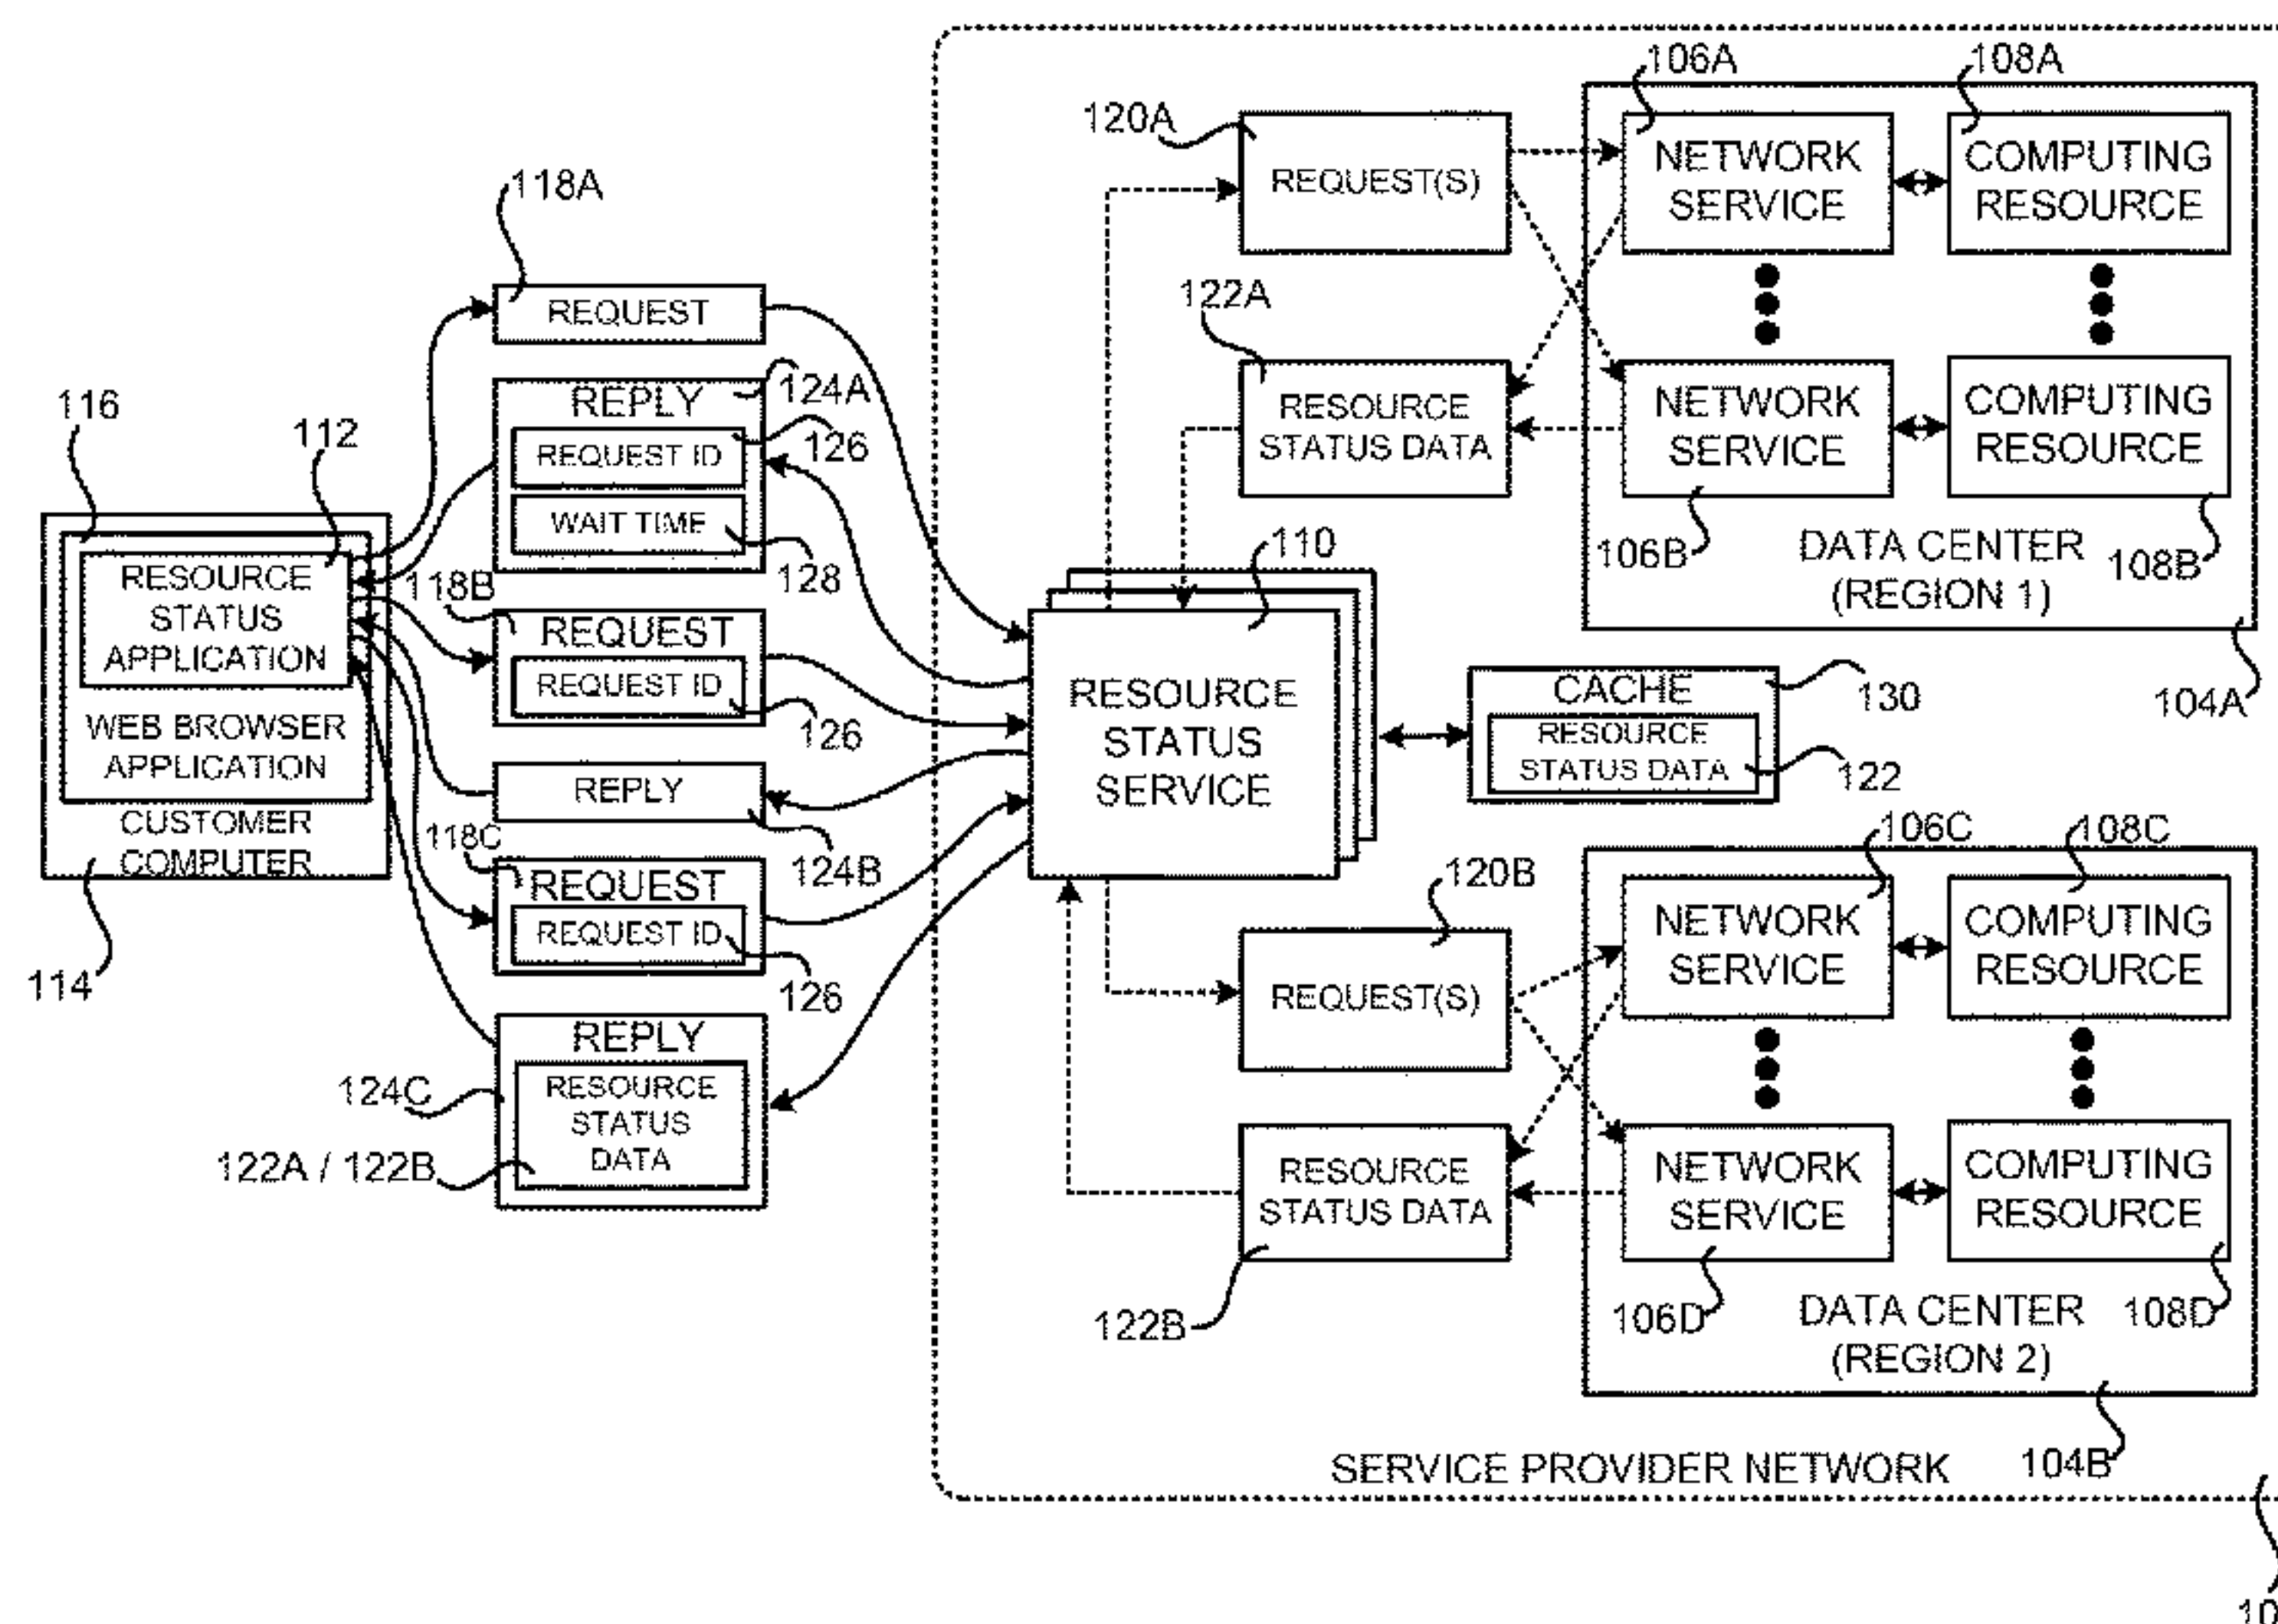 118A
REQUEST
REPLY
124A
REQUEST ID
126
WAIT TIME
128
116
112
RESOURCE
STATUS
APPLICATION
WEB BROWSER
APPLICATION
CUSTOMER
COMPUTER
114
118B
REQUEST
REQUEST ID
126
REPLY
124B
118C
REQUEST
REQUEST ID
126
REPLY
124C
RESOURCE
STATUS
DATA
122A / 122B
120A
REQUEST(S)
122A
RESOURCE
STATUS DATA
110
RESOURCE
STATUS
SERVICE
CACHE
130
RESOURCE
STATUS DATA
122
120B
REQUEST(S)
RESOURCE
STATUS DATA
122B
106A
108A
NETWORK
SERVICE
COMPUTING
RESOURCE
NETWORK
SERVICE
COMPUTING
RESOURCE
106B
108B
DATA CENTER
(REGION 1)
104A
106C
108C
NETWORK
SERVICE
COMPUTING
RESOURCE
NETWORK
SERVICE
COMPUTING
RESOURCE
106D
108D
DATA CENTER
(REGION 2)
104B
SERVICE PROVIDER NETWORK